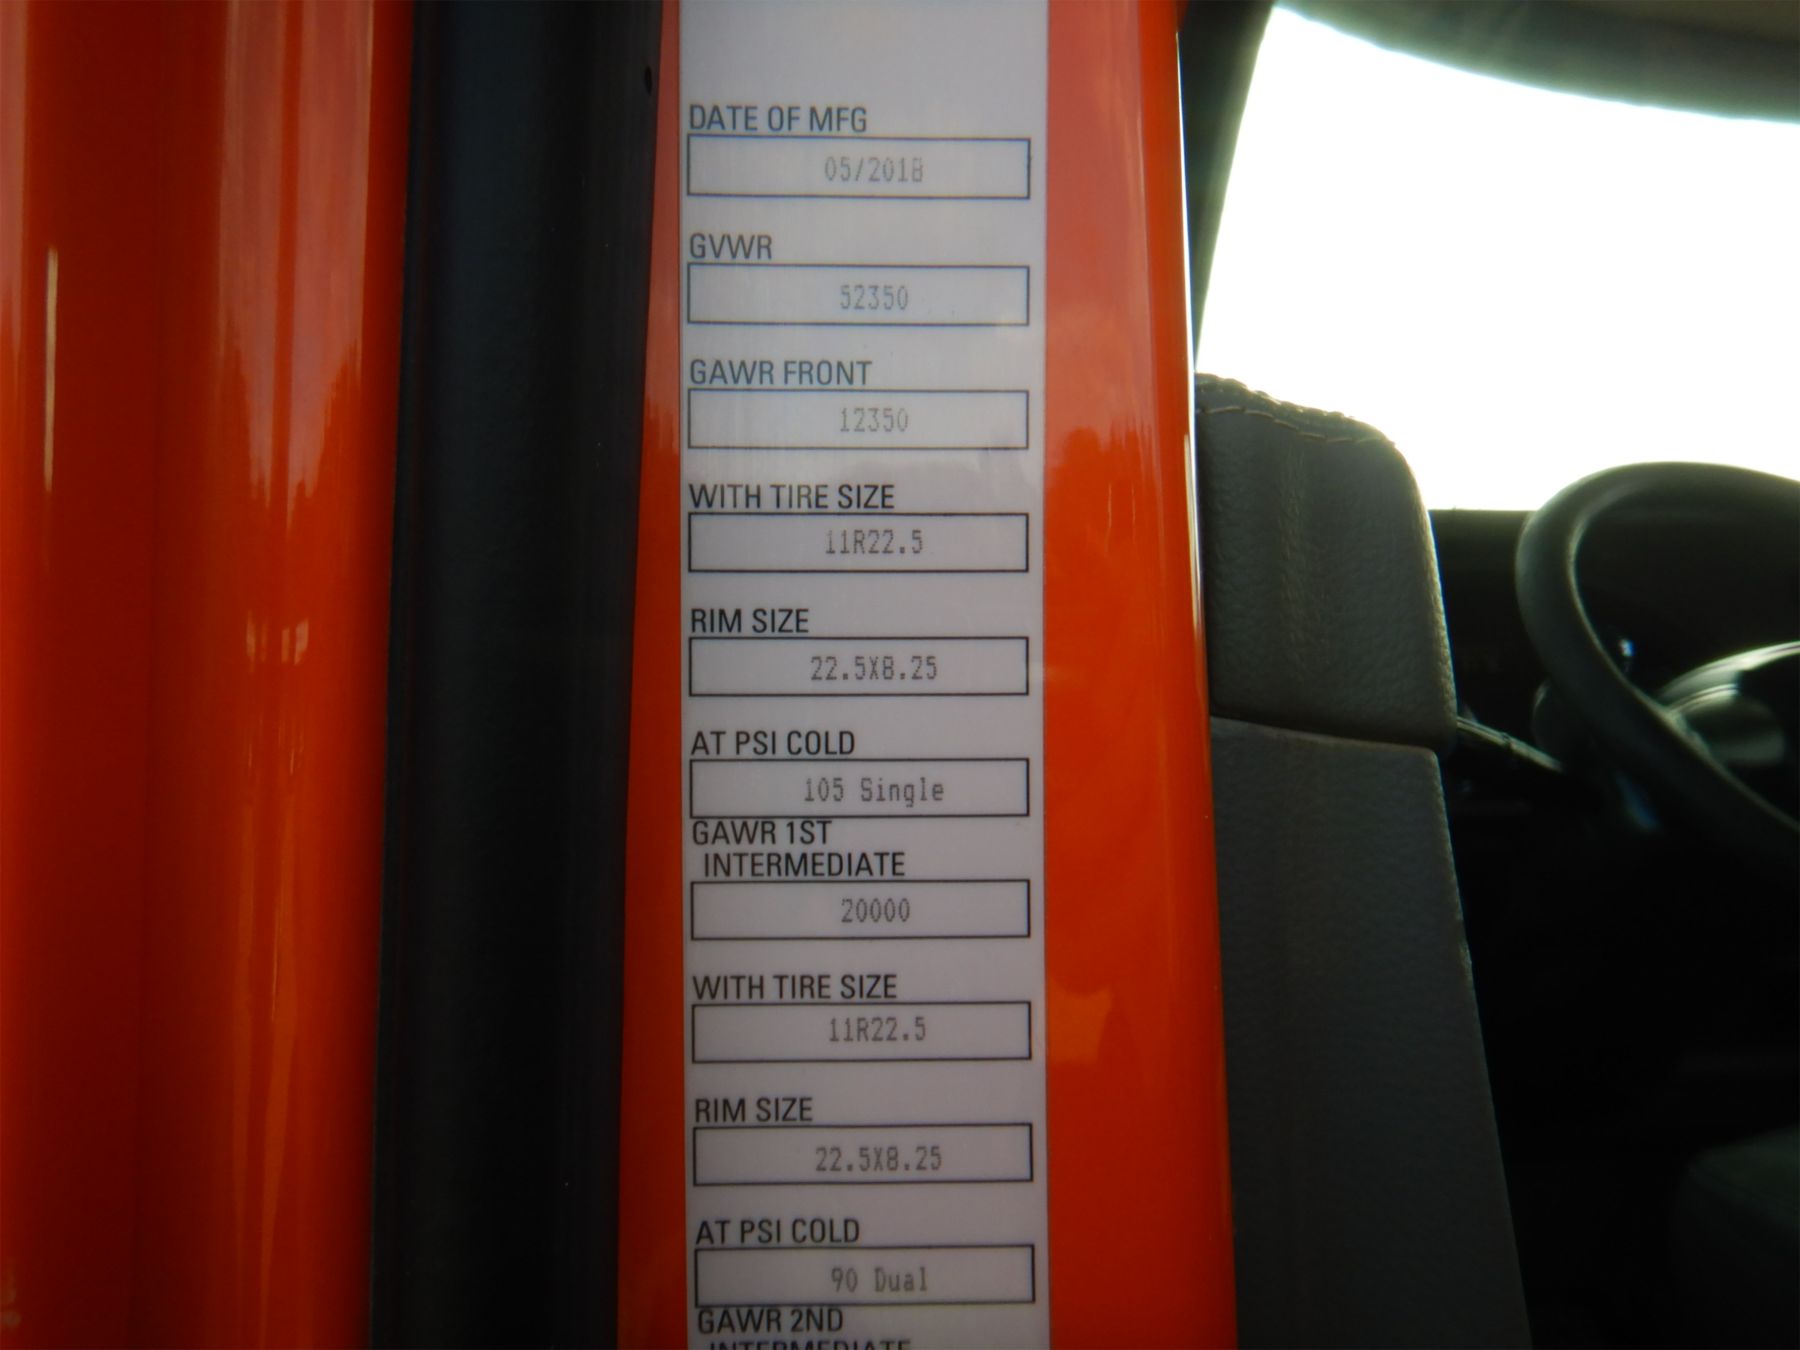 DATE OF MFG
05/2018
GVWR
52350
GAWR FRONT
12350
WITH TIRE SIZE
11R22.5
RIM SIZE
22.5X8.25
AT PSI COLD
105 Single
GAWR 1ST
INTERMEDIATE
20000
WITH TIRE SIZE
11R22.5
RIM SIZE
22.5X8.25
AT PSI COLD
90 Dual
GAWR 2ND
INTERMEDIATE